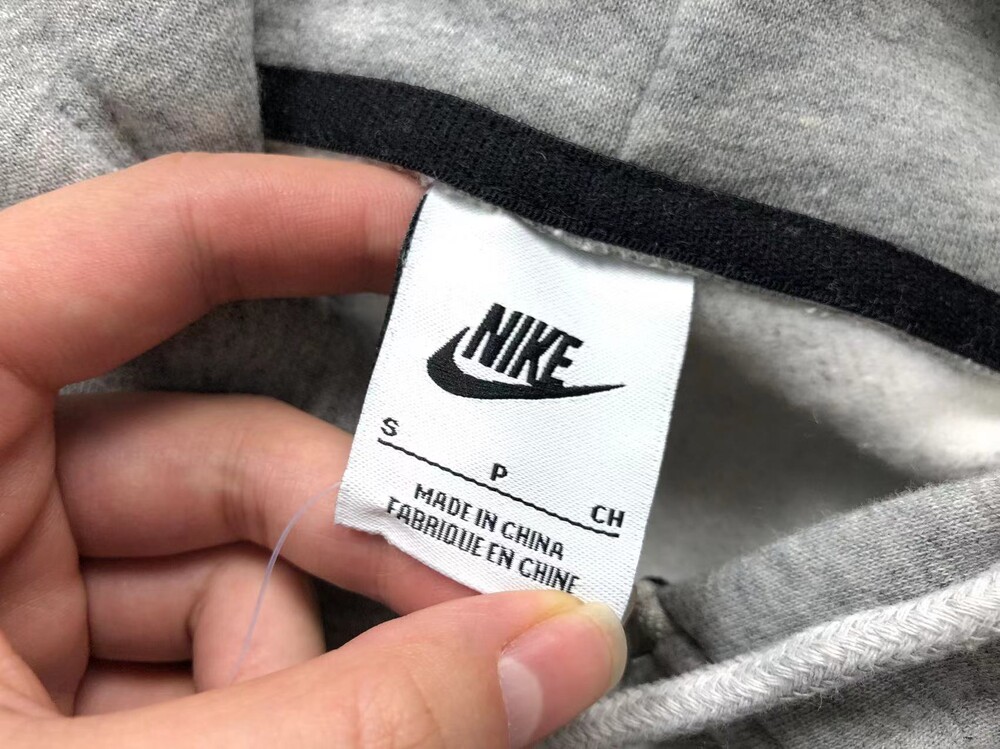 NIKE
S P CH
MADE IN CHINA
FABRIQUE EN CHINE